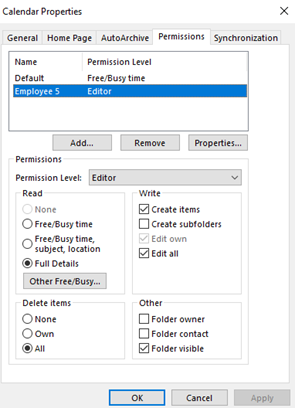 Calendar Properties
General Home Page AutoArchive Permissions Synchronization
Name Permission Level
Default Free/Busy time
Employee 5 Editor
Add... Remove Properties...
Permissions
Permission Level: Editor
Read
None
Free/Busy time
Free/Busy time,
subject, location
Full Details
Other Free/Busy...
Write
Create items
Create subfolders
Edit own
Edit all
Delete items
None
Own
All
Other
Folder owner
Folder contact
Folder visible
OK Cancel Apply